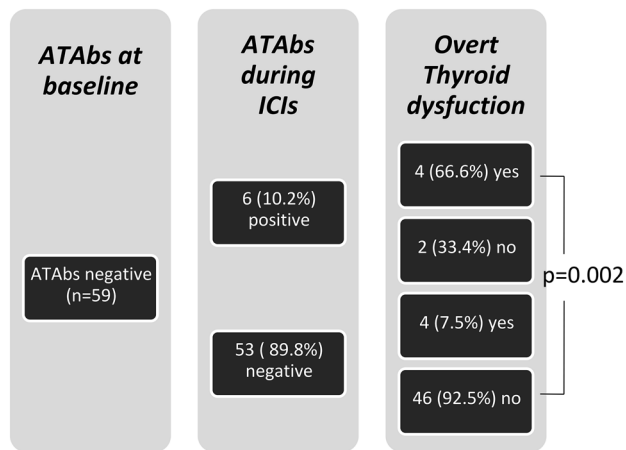 ATAbs at
baseline
ATAbs negative
(n=59)
ATAbs
during
ICIs
6 (10.2%)
positive
53 ( 89.8%)
negative
Overt
Thyroid
dysfuction
4 (66.6%) yes
2 (33.4%) no
4 (7.5%) yes
46 (92.5%) no
p=0.002